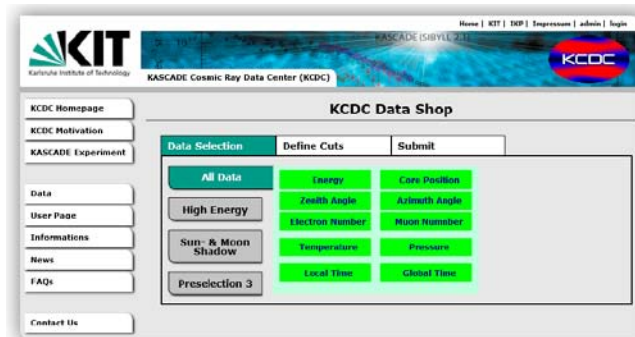 Home | KIT | IKP | Impressum | admin | login
KIT
Karlsruhe Institute of Technology
KASCADE (SIBYLL 2.1)
KCDC
KASCADE Cosmic Ray Data Center (KCDC)
KCDC Homepage
KCDC Motivation
KASCADE Experiment
Data
User Page
Informations
News
FAQs
Contact Us
KCDC Data Shop
Data Selection
Define Cuts
Submit
All Data
High Energy
Sun- & Moon
Shadow
Preselection 3
Energy
Core Position
Zenith Angle
Azimuth Angle
Electron Number
Muon Numnber
Temperature
Pressure
Local Time
Global Time